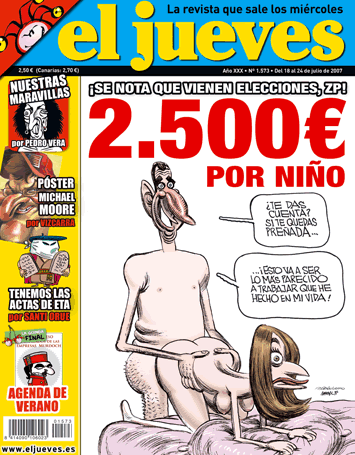 La revista que sale los miércoles
el jueves
2,50 € (Canarias: 2,70 €)
Año XXX • Nº 1.573 • Del 18 al 24 de julio de 2007
¡SE NOTA QUE VIENEN ELECCIONES, ZP!
2.500€
POR NIÑO
NUESTRAS
MARAVILLAS
por PEDRO VERA
PÓSTER
MICHAEL
MOORE
por VIZCARRA
TENEMOS LAS
ACTAS DE ETA
por SANTI ORUE
FINAL
AGENDA DE
VERANO
www.eljueves.es
¿TE DAS
CUENTA?
SI TE QUEDAS
PREÑADA...
...¡ESTO VA A SER
LO MÁS PARECIDO
A TRABAJAR QUE HE
HECHO EN MI VIDA!
01573